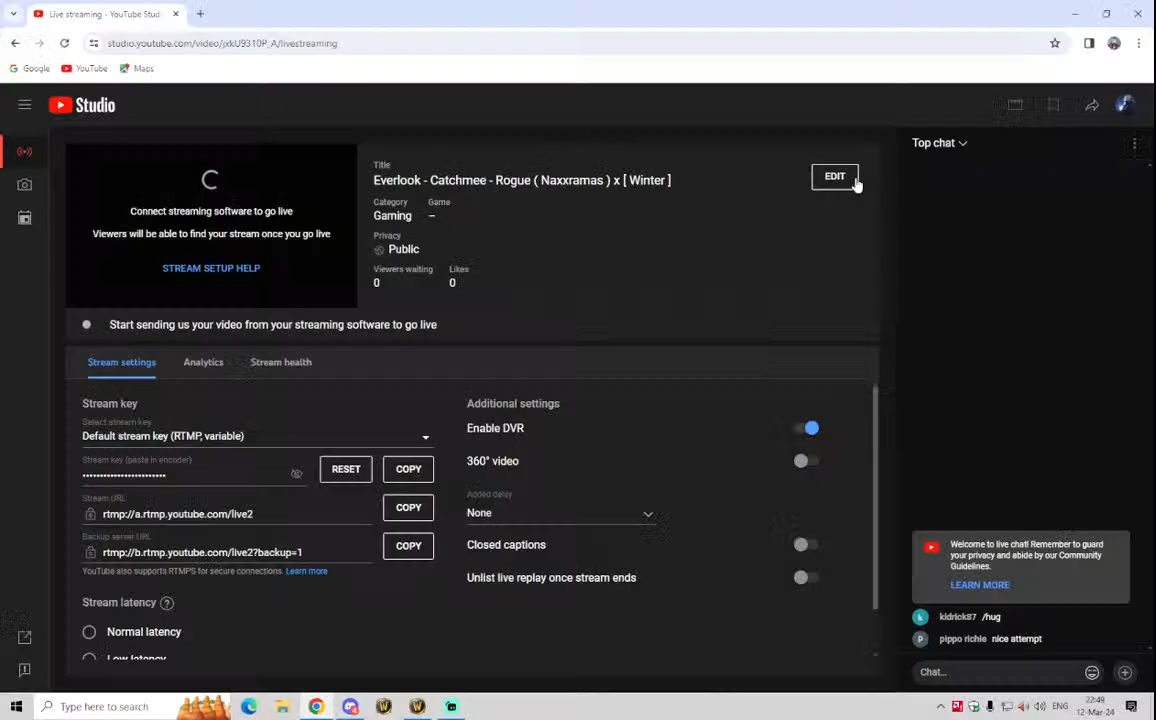 Live streaming - YouTube Stud
studio.youtube.com/video/jxkU9310P_A/livestreaming
Google YouTube Maps
Studio
Top chat
Connect streaming software to go live
Viewers will be able to find your stream once you go live
STREAM SETUP HELP
Title
Everlook - Catchmee - Rogue ( Naxxramas ) x [ Winter ]
EDIT
Category Game
Gaming –
Privacy
Public
Viewers waiting Likes
0 0
Start sending us your video from your streaming software to go live
Stream settings Analytics Stream health
Stream key
Select stream key
Default stream key (RTMP, variable)
Stream key (paste in encoder)
RESET COPY
Stream URL
rtmp://a.rtmp.youtube.com/live2
COPY
Backup server URL
rtmp://b.rtmp.youtube.com/live2?backup=1
COPY
YouTube also supports RTMPS for secure connections. Learn more
Stream latency
Normal latency
Low latency
Additional settings
Enable DVR
360° video
Added delay
None
Closed captions
Unlist live replay once stream ends
Welcome to live chat! Remember to guard
your privacy and abide by our Community
Guidelines.
LEARN MORE
kldrick87 /hug
pippo richie nice attempt
Chat...
Type here to search
ENG
22:49
12-Mar-24